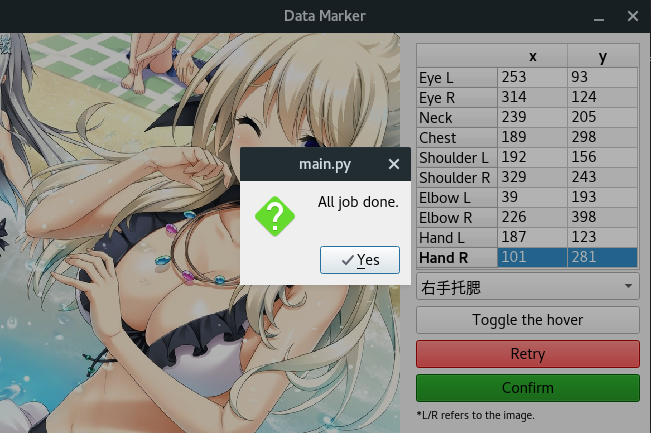 Data Marker
x y
Eye L 253 93
Eye R 314 124
Neck 239 205
Chest 189 298
Shoulder L 192 156
Shoulder R 329 243
Elbow L 39 193
Elbow R 226 398
Hand L 187 123
Hand R 101 281
右手托腮
Toggle the hover
Retry
Confirm
*L/R refers to the image.
main.py
All job done.
Yes